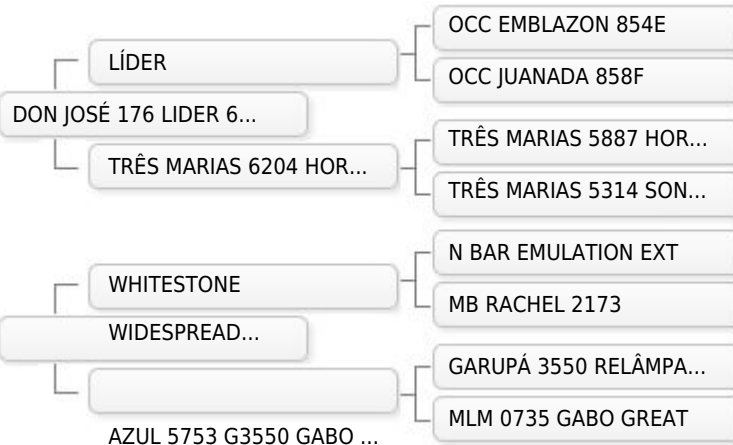 OCC EMBLAZON 854E
LÍDER
OCC JUANADA 858F
DON JOSÉ 176 LIDER 6...
TRÊS MARIAS 5887 HOR...
TRÊS MARIAS 6204 HOR...
TRÊS MARIAS 5314 SON...
N BAR EMULATION EXT
WHITESTONE
MB RACHEL 2173
WIDESPREAD...
GARUPÁ 3550 RELÂMPA...
MLM 0735 GABO GREAT
AZUL 5753 G3550 GABO ...